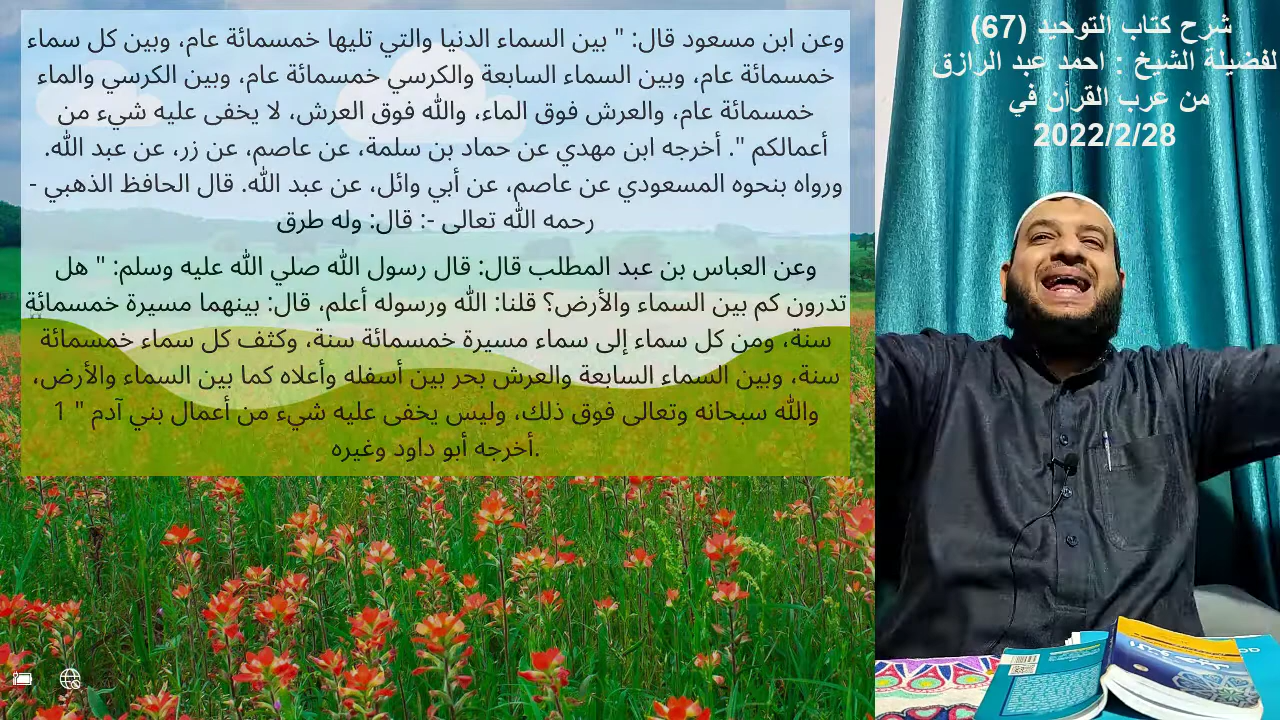 وعن ابن مسعود قال: " بين السماء الدنيا والتي تليها خمسمائة عام، وبين كل سماء
خمسمائة عام، وبين السماء السابعة والكرسي خمسمائة عام، وبين الكرسي والماء
خمسمائة عام، والعرش فوق الماء، والله فوق العرش، لا يخفى عليه شيء من
أعمالكم ". أخرجه ابن مهدي عن حماد بن سلمة، عن عاصم، عن زر، عن عبد الله.
ورواه بنحوه المسعودي عن عاصم، عن أبي وائل، عن عبد الله. قال الحافظ الذهبي -
رحمه الله تعالى -: قال: وله طرق
وعن العباس بن عبد المطلب قال: قال رسول الله صلي الله عليه وسلم: " هل
تدرون كم بين السماء والأرض؟ قلنا: الله ورسوله أعلم، قال: بينهما مسيرة خمسمائة
سنة، ومن كل سماء إلى سماء مسيرة خمسمائة سنة، وكثف كل سماء خمسمائة
سنة، وبين السماء السابعة والعرش بحر بين أسفله وأعلاه كما بين السماء والأرض،
والله سبحانه وتعالى فوق ذلك، وليس يخفى عليه شيء من أعمال بني آدم " 1
.أخرجه أبو داود وغيره
شرح كتاب التوحيد (67)
لفضيلة الشيخ : احمد عبد الرازق
من عرب القرآن في
2022/2/28